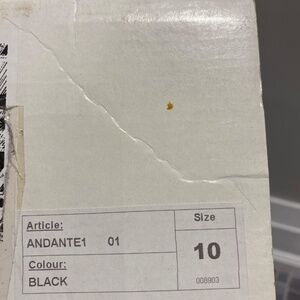 Article:
ANDANTE1 01
Colour:
BLACK
Size
10
008903